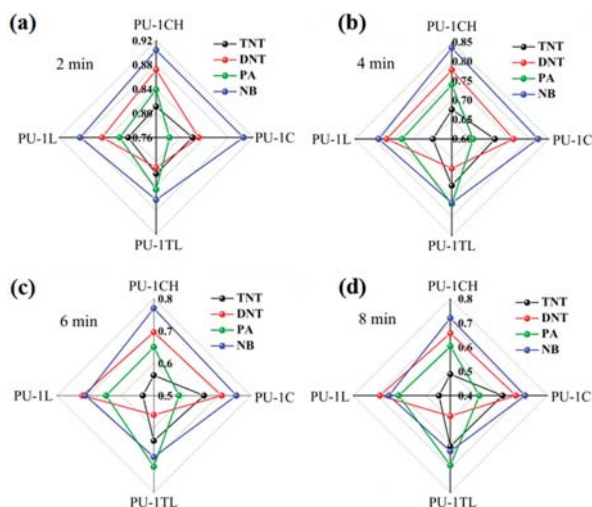 (a)
PU-1CH
2 min
0.92
0.88
0.84
0.80
0.76
TNT
DNT
PA
NB
PU-1L
PU-1C
PU-1TL
(b)
PU-1CH
4 min
0.85
0.80
0.75
0.70
0.65
0.60
TNT
DNT
PA
NB
PU-1L
PU-1C
PU-1TL
(c)
PU-1CH
6 min
0.8
0.7
0.6
0.5
TNT
DNT
PA
NB
PU-1L
PU-1C
PU-1TL
(d)
PU-1CH
8 min
0.8
0.7
0.6
0.5
0.4
TNT
DNT
PA
NB
PU-1L
PU-1C
PU-1TL